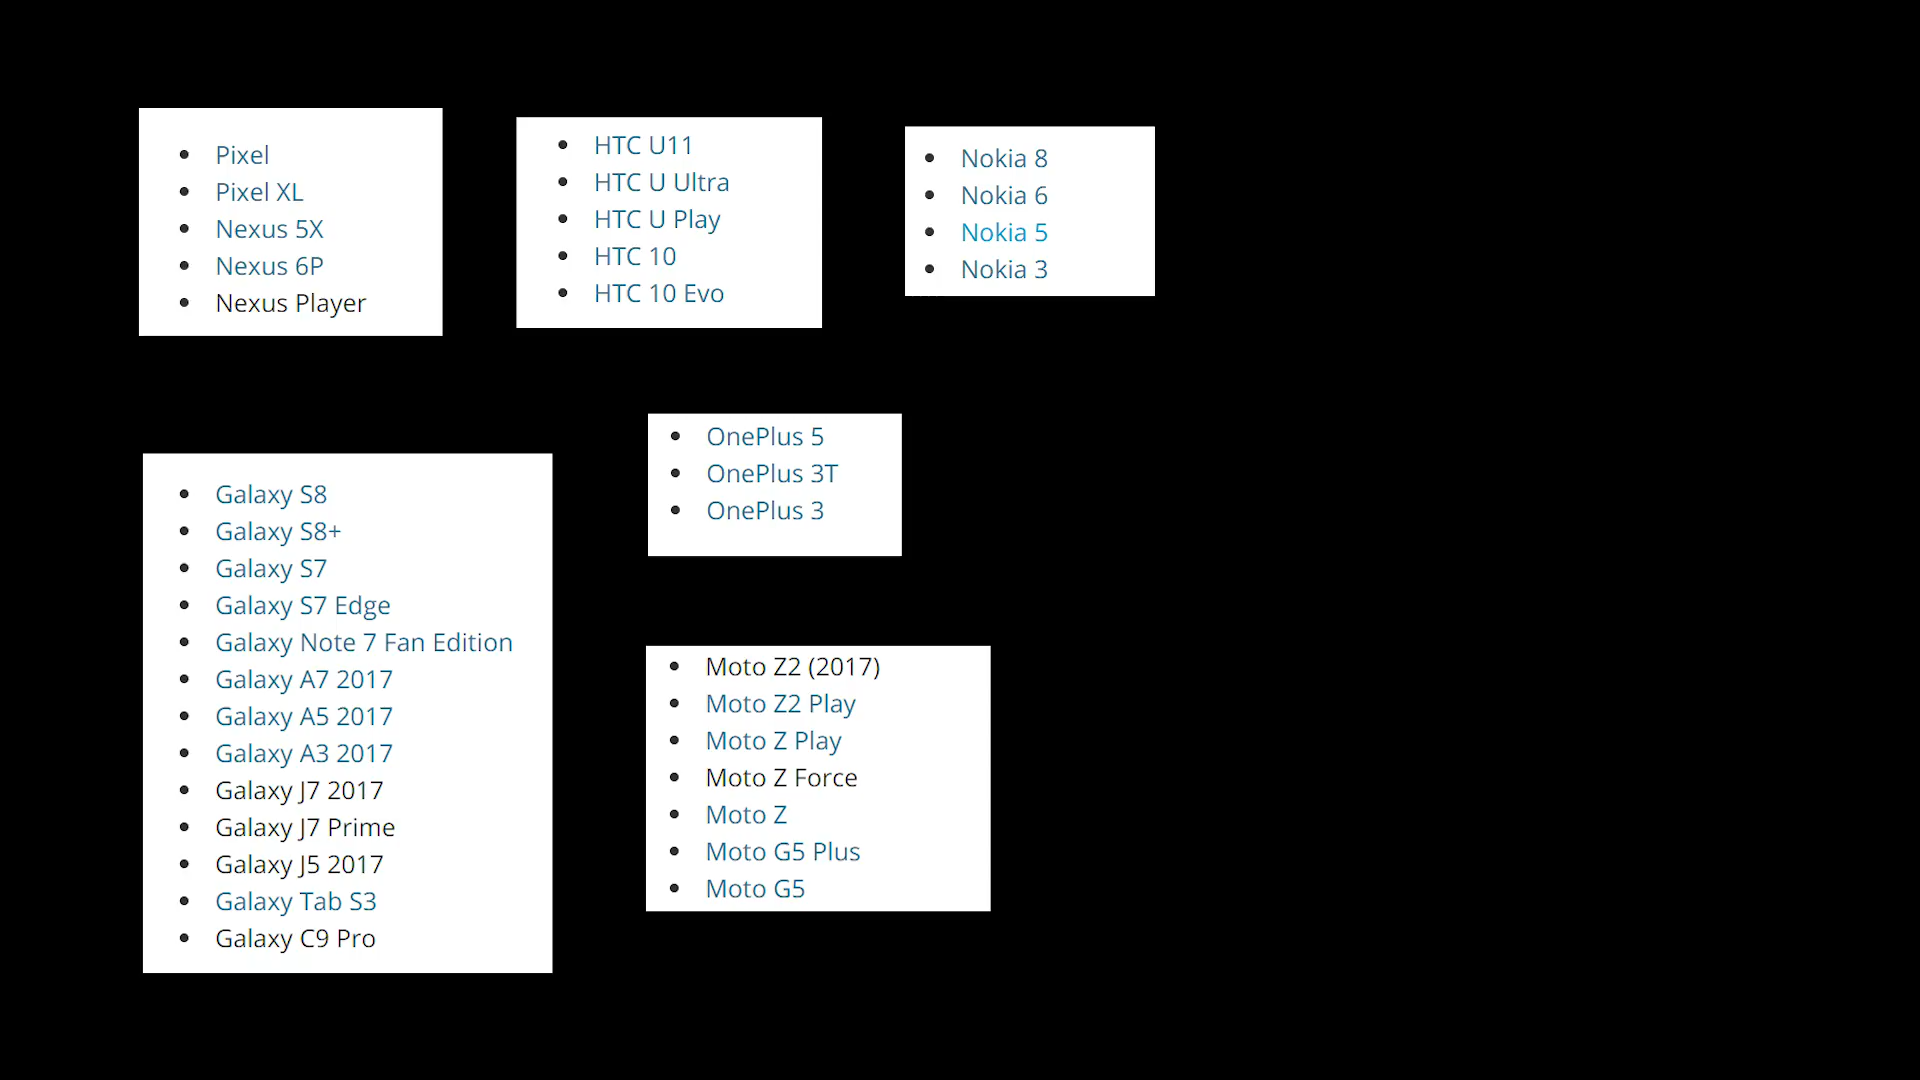 Pixel
Pixel XL
Nexus 5X
Nexus 6P
Nexus Player
HTC U11
HTC U Ultra
HTC U Play
HTC 10
HTC 10 Evo
Nokia 8
Nokia 6
Nokia 5
Nokia 3
Galaxy S8
Galaxy S8+
Galaxy S7
Galaxy S7 Edge
Galaxy Note 7 Fan Edition
Galaxy A7 2017
Galaxy A5 2017
Galaxy A3 2017
Galaxy J7 2017
Galaxy J7 Prime
Galaxy J5 2017
Galaxy Tab S3
Galaxy C9 Pro
OnePlus 5
OnePlus 3T
OnePlus 3
Moto Z2 (2017)
Moto Z2 Play
Moto Z Play
Moto Z Force
Moto Z
Moto G5 Plus
Moto G5